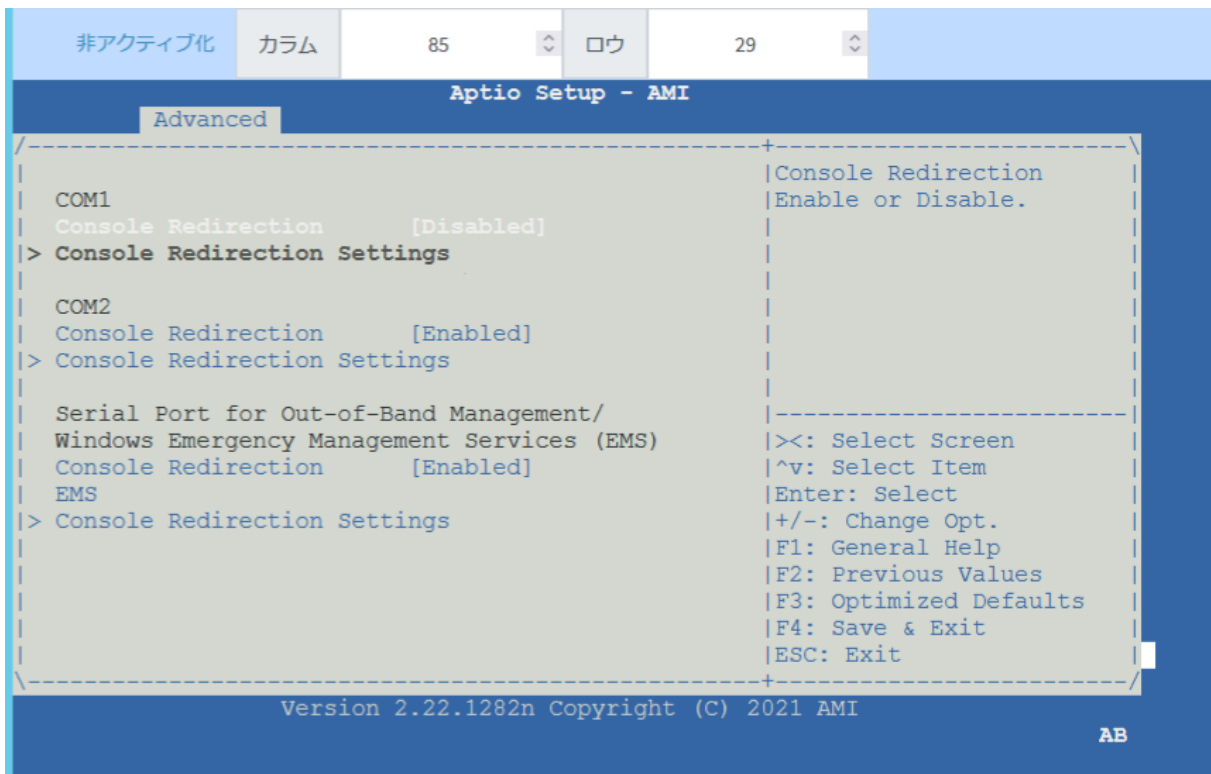 非アクティブ化 カラム 85 ロウ 29
Aptio Setup - AMI
Advanced
/----------------------------------------------------+-------------------------\
|                                                    |Console Redirection      |
|  COM1                                              |Enable or Disable.       |
|  Console Redirection      [Disabled]               |                         |
|> Console Redirection Settings                      |                         |
|                                                    |                         |
|  COM2                                              |                         |
|  Console Redirection      [Enabled]                |                         |
|> Console Redirection Settings                      |                         |
|                                                    |                         |
|  Serial Port for Out-of-Band Management/           |-------------------------|
|  Windows Emergency Management Services (EMS)       |><: Select Screen        |
|  Console Redirection      [Enabled]                |^v: Select Item          |
|  EMS                                               |Enter: Select            |
|> Console Redirection Settings                      |+/-: Change Opt.         |
|                                                    |F1: General Help         |
|                                                    |F2: Previous Values      |
|                                                    |F3: Optimized Defaults   |
|                                                    |F4: Save & Exit          |
|                                                    |ESC: Exit                |
\----------------------------------------------------+-------------------------/
Version 2.22.1282n Copyright (C) 2021 AMI
AB